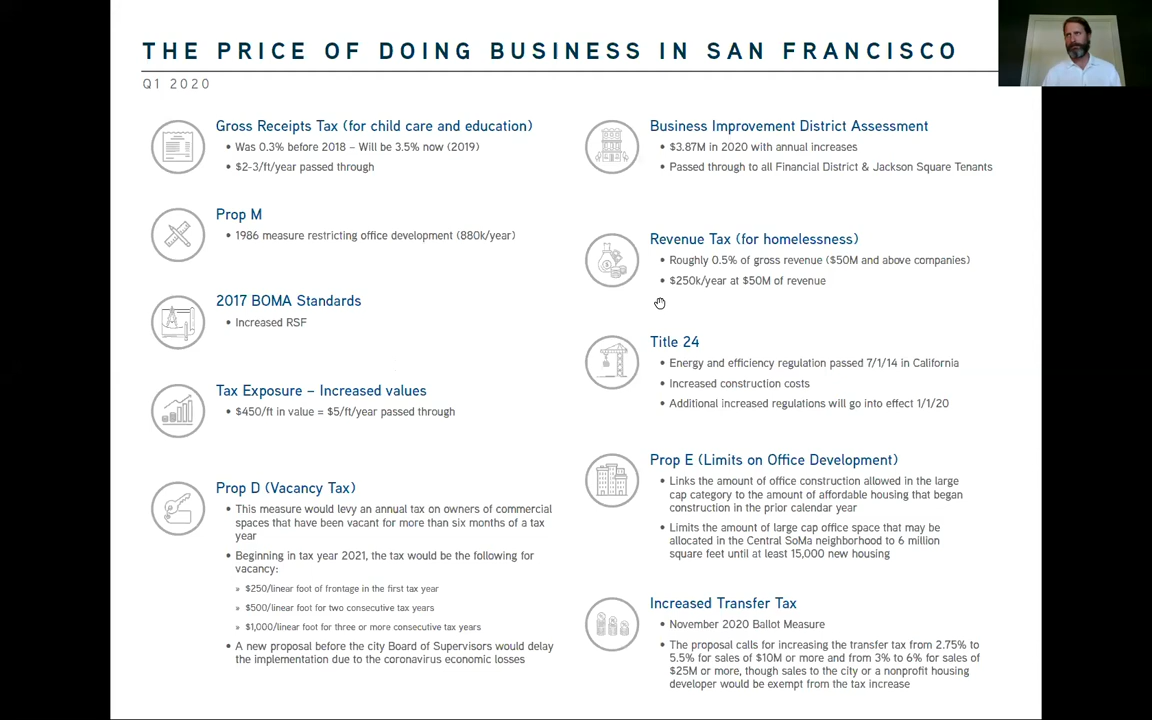 THE PRICE OF DOING BUSINESS IN SAN FRANCISCO
Q1 2020
Gross Receipts Tax (for child care and education)
• Was 0.3% before 2018 – Will be 3.5% now (2019)
• $2-3/ft/year passed through
Prop M
• 1986 measure restricting office development (880k/year)
2017 BOMA Standards
• Increased RSF
Tax Exposure – Increased values
• $450/ft in value = $5/ft/year passed through
Prop D (Vacancy Tax)
• This measure would levy an annual tax on owners of commercial
spaces that have been vacant for more than six months of a tax
year
• Beginning in tax year 2021, the tax would be the following for
vacancy:
» $250/linear foot of frontage in the first tax year
» $500/linear foot for two consecutive tax years
» $1,000/linear foot for three or more consecutive tax years
• A new proposal before the city Board of Supervisors would delay
the implementation due to the coronavirus economic losses
Business Improvement District Assessment
• $3.87M in 2020 with annual increases
• Passed through to all Financial District & Jackson Square Tenants
Revenue Tax (for homelessness)
• Roughly 0.5% of gross revenue ($50M and above companies)
• $250k/year at $50M of revenue
Title 24
• Energy and efficiency regulation passed 7/1/14 in California
• Increased construction costs
• Additional increased regulations will go into effect 1/1/20
Prop E (Limits on Office Development)
• Links the amount of office construction allowed in the large
cap category to the amount of affordable housing that began
construction in the prior calendar year
• Limits the amount of large cap office space that may be
allocated in the Central SoMa neighborhood to 6 million
square feet until at least 15,000 new housing
Increased Transfer Tax
• November 2020 Ballot Measure
• The proposal calls for increasing the transfer tax from 2.75% to
5.5% for sales of $10M or more and from 3% to 6% for sales of
$25M or more, though sales to the city or a nonprofit housing
developer would be exempt from the tax increase